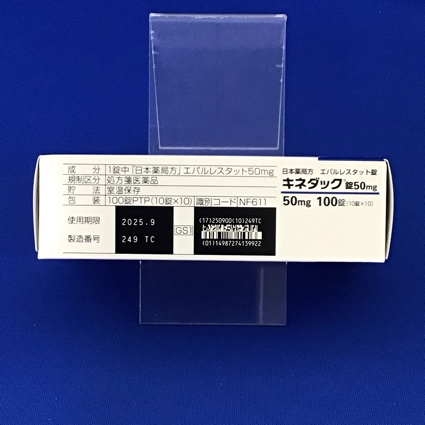 成 分 1錠中「日本薬局方」エパルレスタット50mg
規制区分 処方箋医薬品
貯 法 室温保存
包 装 100錠PTP(10錠×10) 識別コード NF611
使用期限 2025.9
製造番号 249 TC
GS1
(17)250900(10)249TC
(01)14987274139922
日本薬局方 エパルレスタット錠
キネダック錠50mg
50mg 100錠(10錠×10)